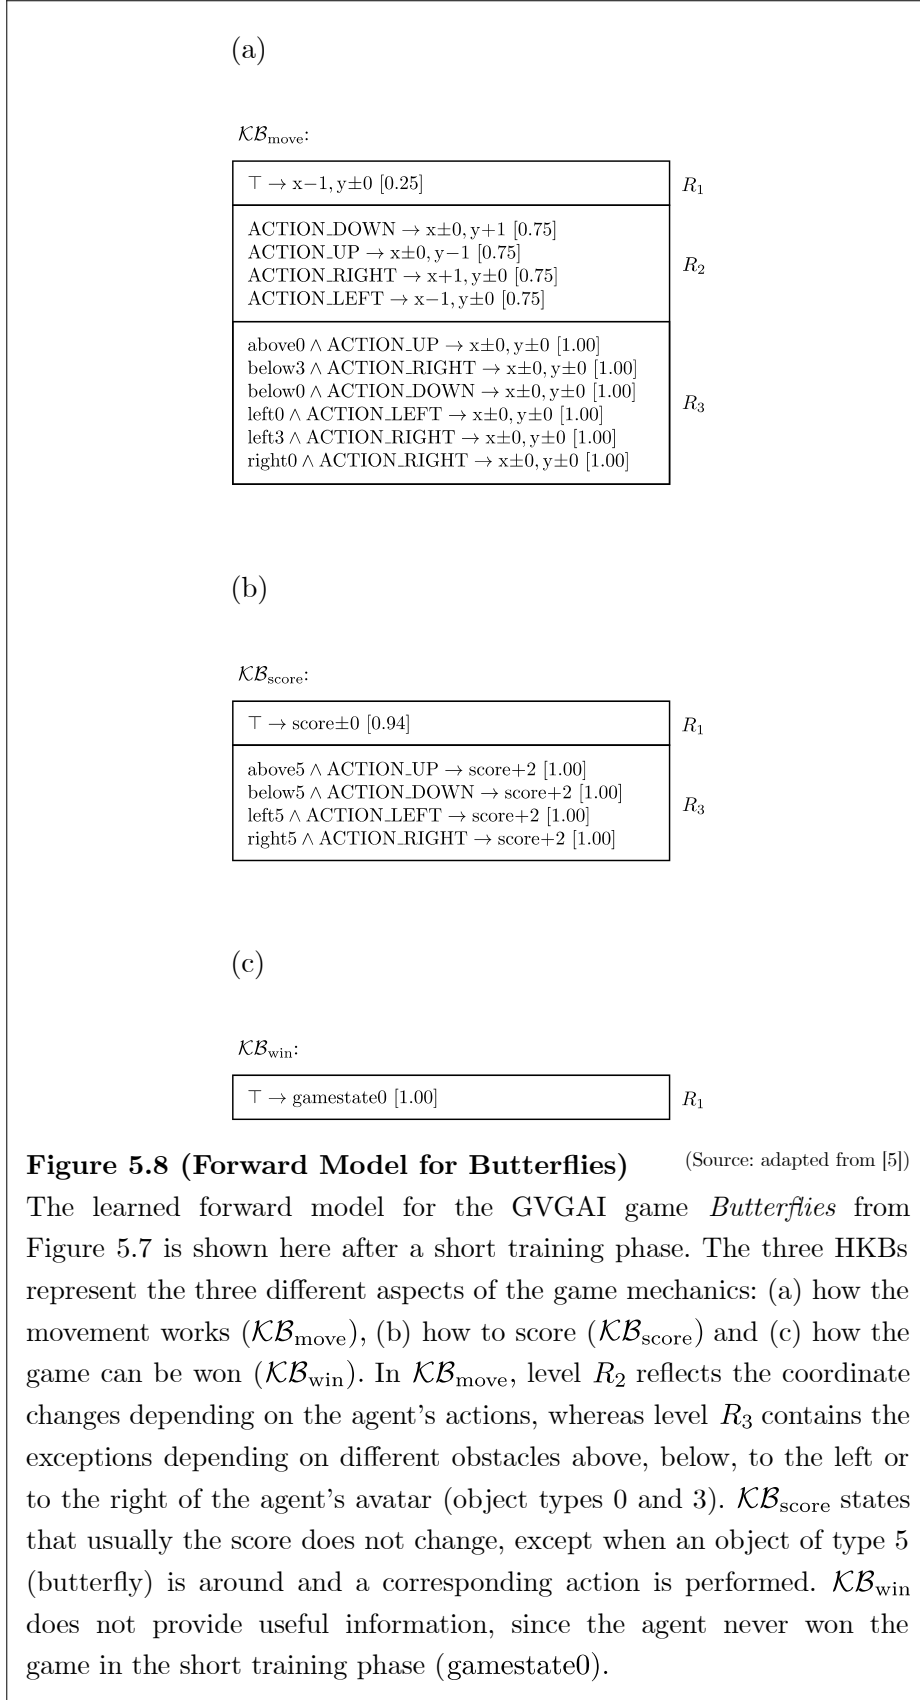 (a)
𝒦ℬmove:
⊤ → x−1, y±0 [0.25]
R1
ACTION_DOWN → x±0, y+1 [0.75]
ACTION_UP → x±0, y−1 [0.75]
ACTION_RIGHT → x+1, y±0 [0.75]
ACTION_LEFT → x−1, y±0 [0.75]
R2
above0 ∧ ACTION_UP → x±0, y±0 [1.00]
below3 ∧ ACTION_RIGHT → x±0, y±0 [1.00]
below0 ∧ ACTION_DOWN → x±0, y±0 [1.00]
left0 ∧ ACTION_LEFT → x±0, y±0 [1.00]
left3 ∧ ACTION_RIGHT → x±0, y±0 [1.00]
right0 ∧ ACTION_RIGHT → x±0, y±0 [1.00]
R3
(b)
𝒦ℬscore:
⊤ → score±0 [0.94]
R1
above5 ∧ ACTION_UP → score+2 [1.00]
below5 ∧ ACTION_DOWN → score+2 [1.00]
left5 ∧ ACTION_LEFT → score+2 [1.00]
right5 ∧ ACTION_RIGHT → score+2 [1.00]
R3
(c)
𝒦ℬwin:
⊤ → gamestate0 [1.00]
R1
Figure 5.8 (Forward Model for Butterflies) (Source: adapted from [5])
The learned forward model for the GVGAI game Butterflies from
Figure 5.7 is shown here after a short training phase. The three HKBs
represent the three different aspects of the game mechanics: (a) how the
movement works (𝒦ℬmove), (b) how to score (𝒦ℬscore) and (c) how the
game can be won (𝒦ℬwin). In 𝒦ℬmove, level R2 reflects the coordinate
changes depending on the agent's actions, whereas level R3 contains the
exceptions depending on different obstacles above, below, to the left or
to the right of the agent's avatar (object types 0 and 3). 𝒦ℬscore states
that usually the score does not change, except when an object of type 5
(butterfly) is around and a corresponding action is performed. 𝒦ℬwin
does not provide useful information, since the agent never won the
game in the short training phase (gamestate0).